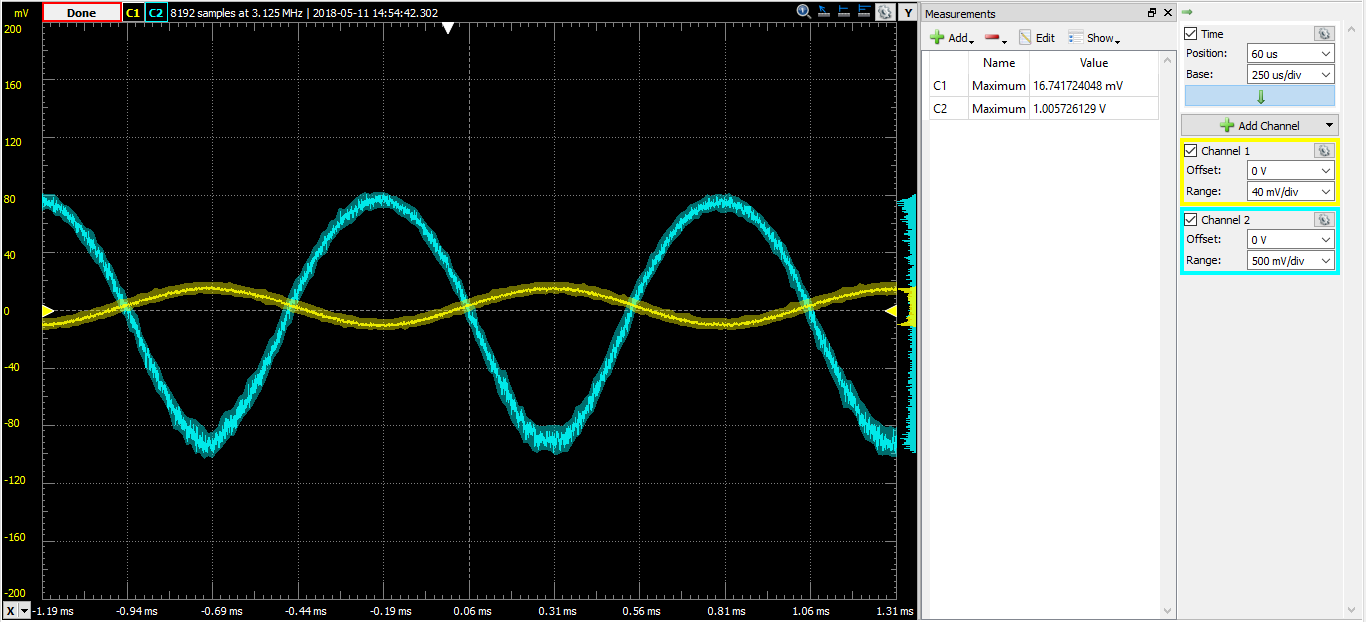 mV Done C1 C2 8192 samples at 3.125 MHz | 2018-05-11 14:54:42.302 Y
200
160
120
80
40
0
-40
-80
-120
-160
-200
X -1.19 ms -0.94 ms -0.69 ms -0.44 ms -0.19 ms 0.06 ms 0.31 ms 0.56 ms 0.81 ms 1.06 ms 1.31 ms
Measurements
Add Edit Show
Name Value
C1 Maximum 16.741724048 mV
C2 Maximum 1.005726129 V
Time
Position: 60 us
Base: 250 us/div
Add Channel
Channel 1
Offset: 0 V
Range: 40 mV/div
Channel 2
Offset: 0 V
Range: 500 mV/div